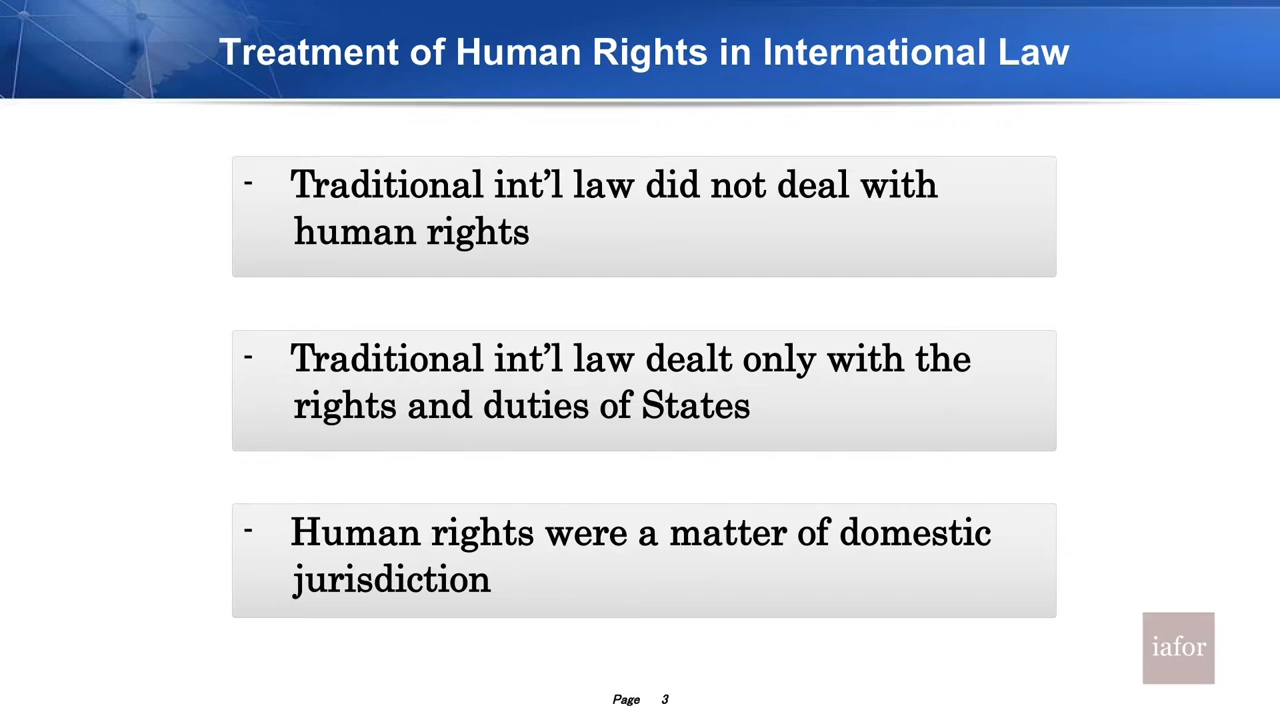 Treatment of Human Rights in International Law
- Traditional int’l law did not deal with
human rights
- Traditional int’l law dealt only with the
rights and duties of States
- Human rights were a matter of domestic
jurisdiction
iafor
Page 3